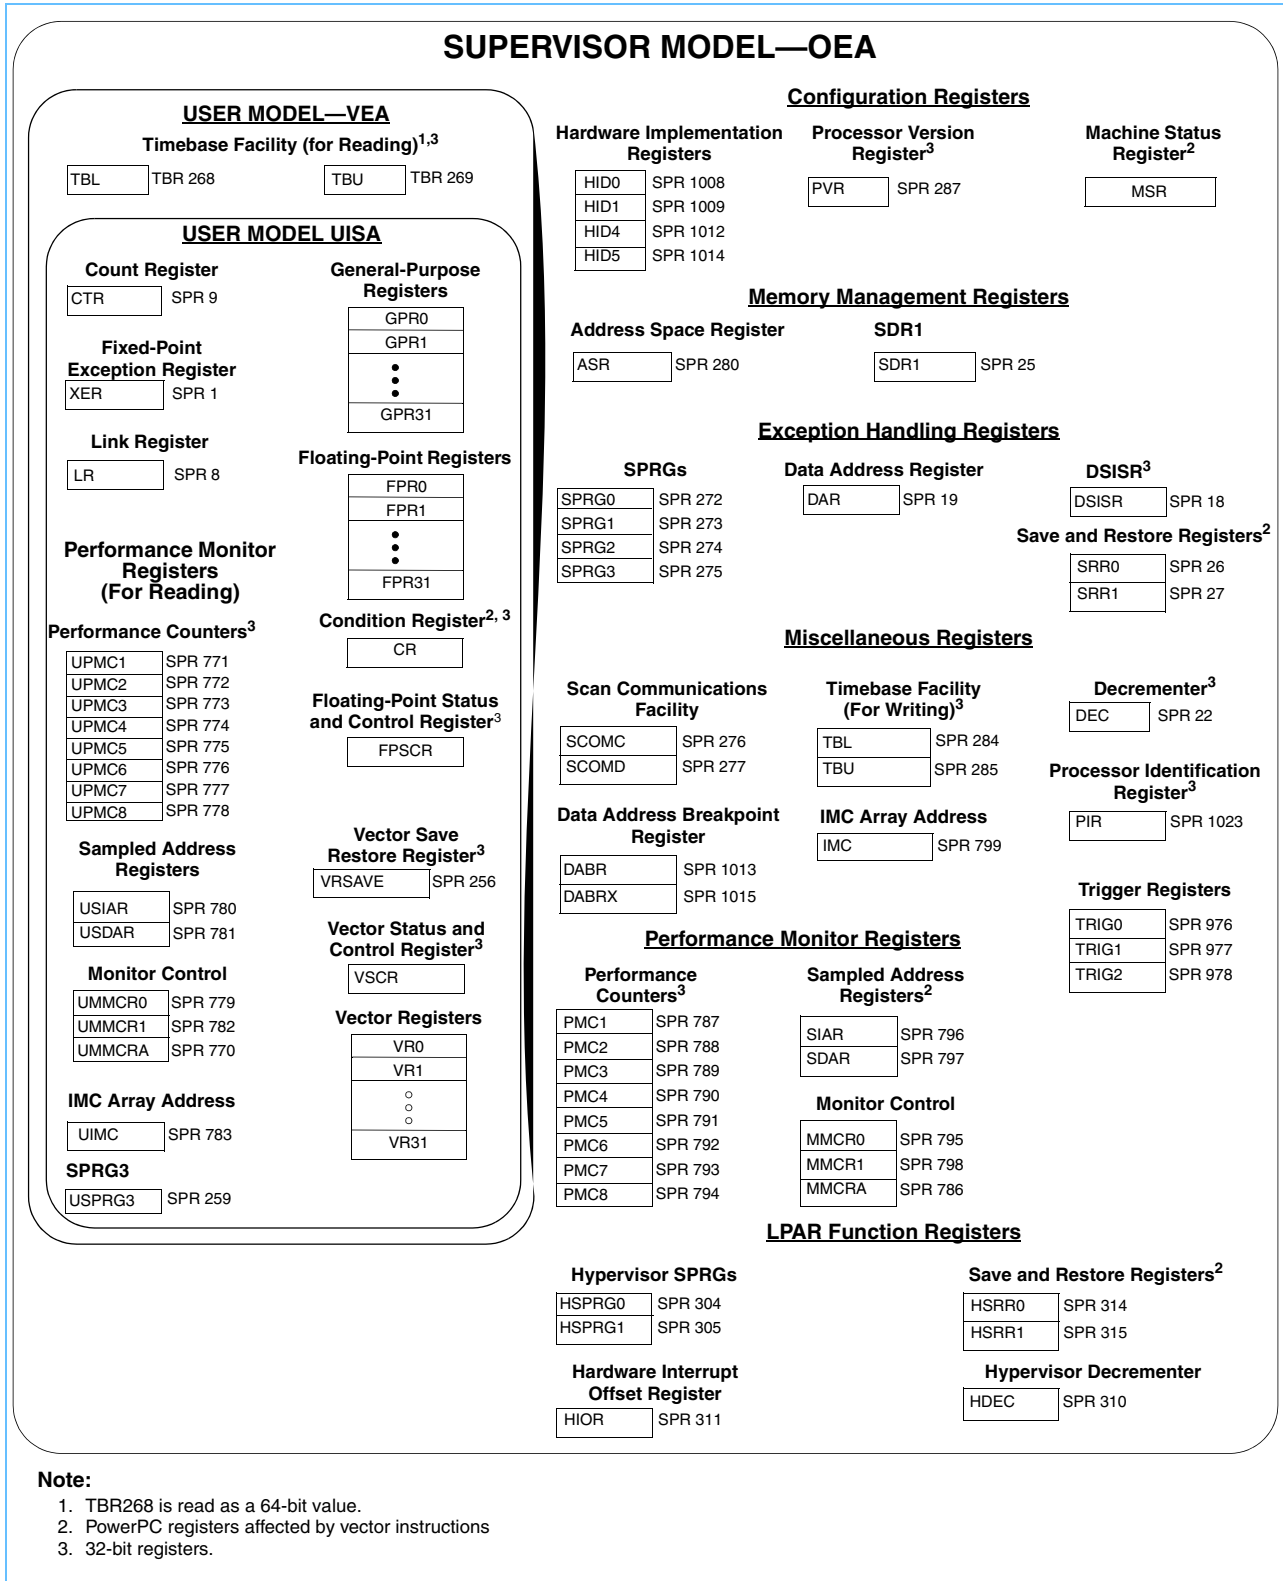 SUPERVISOR MODEL—OEA
USER MODEL—VEA
Timebase Facility (for Reading)1,3
TBL TBR 268
TBU TBR 269
USER MODEL UISA
Count Register
CTR SPR 9
Fixed-Point
Exception Register
XER SPR 1
Link Register
LR SPR 8
Performance Monitor
Registers
(For Reading)
Performance Counters3
UPMC1 SPR 771
UPMC2 SPR 772
UPMC3 SPR 773
UPMC4 SPR 774
UPMC5 SPR 775
UPMC6 SPR 776
UPMC7 SPR 777
UPMC8 SPR 778
Sampled Address
Registers
USIAR SPR 780
USDAR SPR 781
Monitor Control
UMMCR0 SPR 779
UMMCR1 SPR 782
UMMCRA SPR 770
IMC Array Address
UIMC SPR 783
SPRG3
USPRG3 SPR 259
General-Purpose
Registers
GPR0
GPR1
GPR31
Floating-Point Registers
FPR0
FPR1
FPR31
Condition Register2, 3
CR
Floating-Point Status
and Control Register3
FPSCR
Vector Save
Restore Register3
VRSAVE SPR 256
Vector Status and
Control Register3
VSCR
Vector Registers
VR0
VR1
VR31
Configuration Registers
Hardware Implementation
Registers
HID0 SPR 1008
HID1 SPR 1009
HID4 SPR 1012
HID5 SPR 1014
Processor Version
Register3
PVR SPR 287
Machine Status
Register2
MSR
Memory Management Registers
Address Space Register
ASR SPR 280
SDR1
SDR1 SPR 25
Exception Handling Registers
SPRGs
SPRG0 SPR 272
SPRG1 SPR 273
SPRG2 SPR 274
SPRG3 SPR 275
Data Address Register
DAR SPR 19
DSISR3
DSISR SPR 18
Save and Restore Registers2
SRR0 SPR 26
SRR1 SPR 27
Miscellaneous Registers
Scan Communications
Facility
SCOMC SPR 276
SCOMD SPR 277
Timebase Facility
(For Writing)3
TBL SPR 284
TBU SPR 285
Decrementer3
DEC SPR 22
Processor Identification
Register3
PIR SPR 1023
Data Address Breakpoint
Register
DABR SPR 1013
DABRX SPR 1015
IMC Array Address
IMC SPR 799
Trigger Registers
TRIG0 SPR 976
TRIG1 SPR 977
TRIG2 SPR 978
Performance Monitor Registers
Performance
Counters3
PMC1 SPR 787
PMC2 SPR 788
PMC3 SPR 789
PMC4 SPR 790
PMC5 SPR 791
PMC6 SPR 792
PMC7 SPR 793
PMC8 SPR 794
Sampled Address
Registers2
SIAR SPR 796
SDAR SPR 797
Monitor Control
MMCR0 SPR 795
MMCR1 SPR 798
MMCRA SPR 786
LPAR Function Registers
Hypervisor SPRGs
HSPRG0 SPR 304
HSPRG1 SPR 305
Save and Restore Registers2
HSRR0 SPR 314
HSRR1 SPR 315
Hardware Interrupt
Offset Register
HIOR SPR 311
Hypervisor Decrementer
HDEC SPR 310
Note:
1. TBR268 is read as a 64-bit value.
2. PowerPC registers affected by vector instructions
3. 32-bit registers.